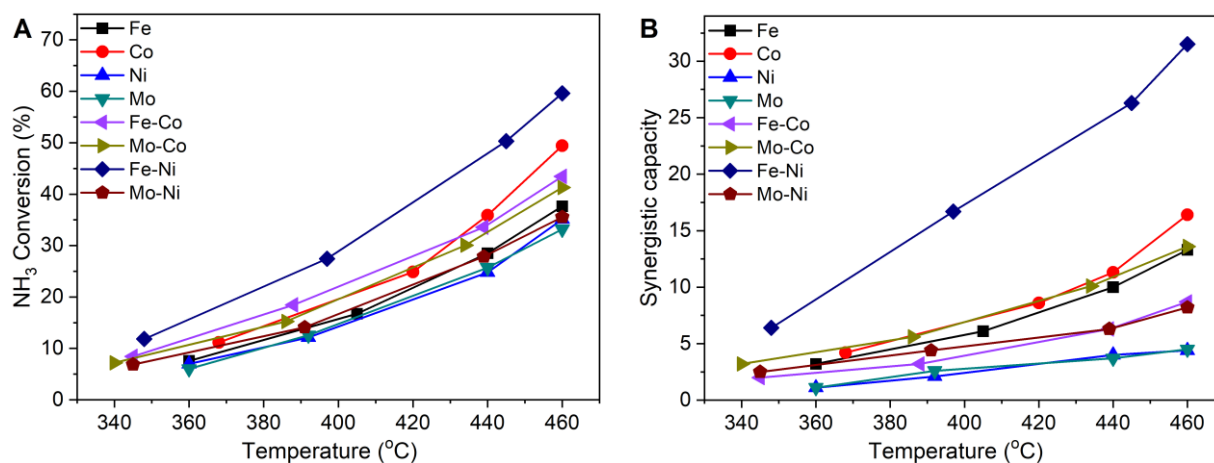 A
NH₃ Conversion (%)
70
60
50
40
30
20
10
0
Fe
Co
Ni
Mo
Fe-Co
Mo-Co
Fe-Ni
Mo-Ni
340 360 380 400 420 440 460
Temperature (°C)
B
Synergistic capacity
30
25
20
15
10
5
0
Fe
Co
Ni
Mo
Fe-Co
Mo-Co
Fe-Ni
Mo-Ni
340 360 380 400 420 440 460
Temperature (°C)